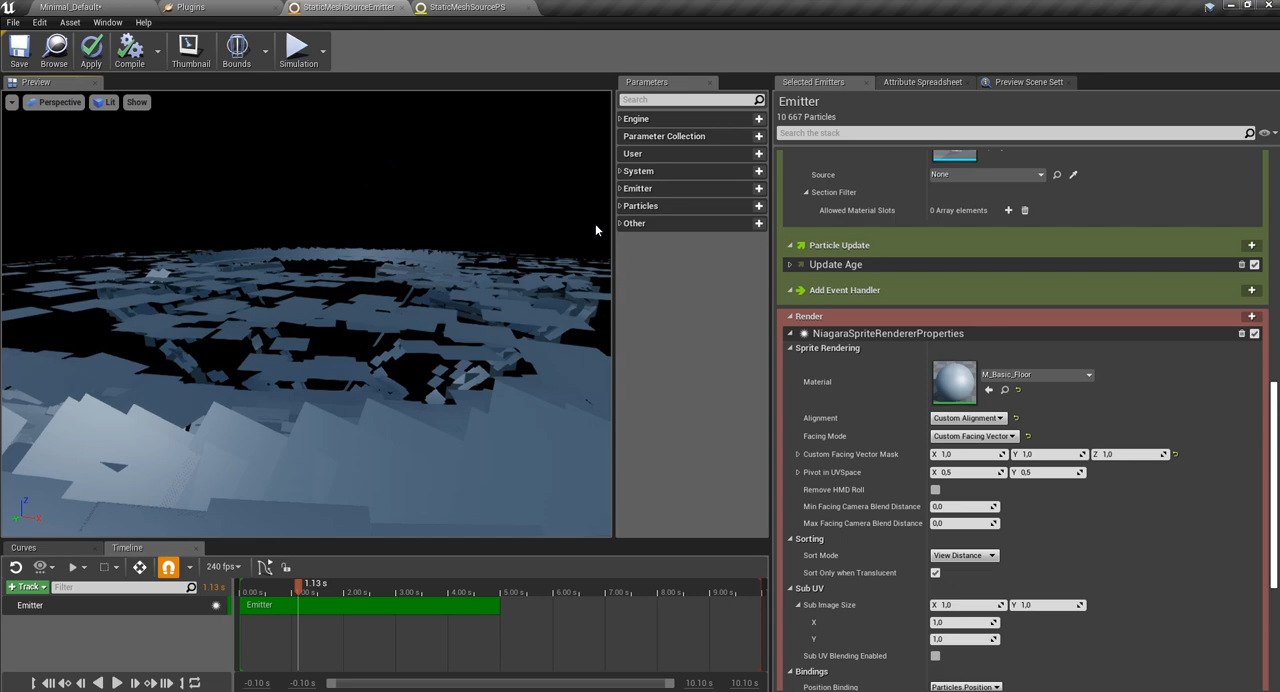 Minimal_Default*
Plugins
StaticMeshSourceEmitter
StaticMeshSourcePS
File Edit Asset Window Help
Save Browse Apply Compile Thumbnail Bounds Simulation
Preview
Perspective Lit Show
Parameters
Search
Engine
Parameter Collection
User
System
Emitter
Particles
Other
Selected Emitters
Attribute Spreadsheet
Preview Scene Sett
Emitter
10 667 Particles
Search the stack
Source None
Section Filter
Allowed Material Slots 0 Array elements
Particle Update
Update Age
Add Event Handler
Render
NiagaraSpriteRendererProperties
Sprite Rendering
Material M_Basic_Floor
Alignment Custom Alignment
Facing Mode Custom Facing Vector
Custom Facing Vector Mask X 1,0 Y 1,0 Z 1,0
Pivot in UVSpace X 0,5 Y 0,5
Remove HMD Roll
Min Facing Camera Blend Distance 0,0
Max Facing Camera Blend Distance 0,0
Sorting
Sort Mode View Distance
Sort Only when Translucent
Sub UV
Sub Image Size X 1,0 Y 1,0
X 1,0
Y 1,0
Sub UV Blending Enabled
Bindings
Position Binding Particles Position
Z
X
Curves
Timeline
240 fps
Track Filter 1.13 s
1.13 s
0.00 s 2.00 s 3.00 s 4.00 s 5.00 s 6.00 s 7.00 s 8.00 s 9.00 s
Emitter
Emitter
-0.10 s -0.10 s 10.10 s 10.10 s